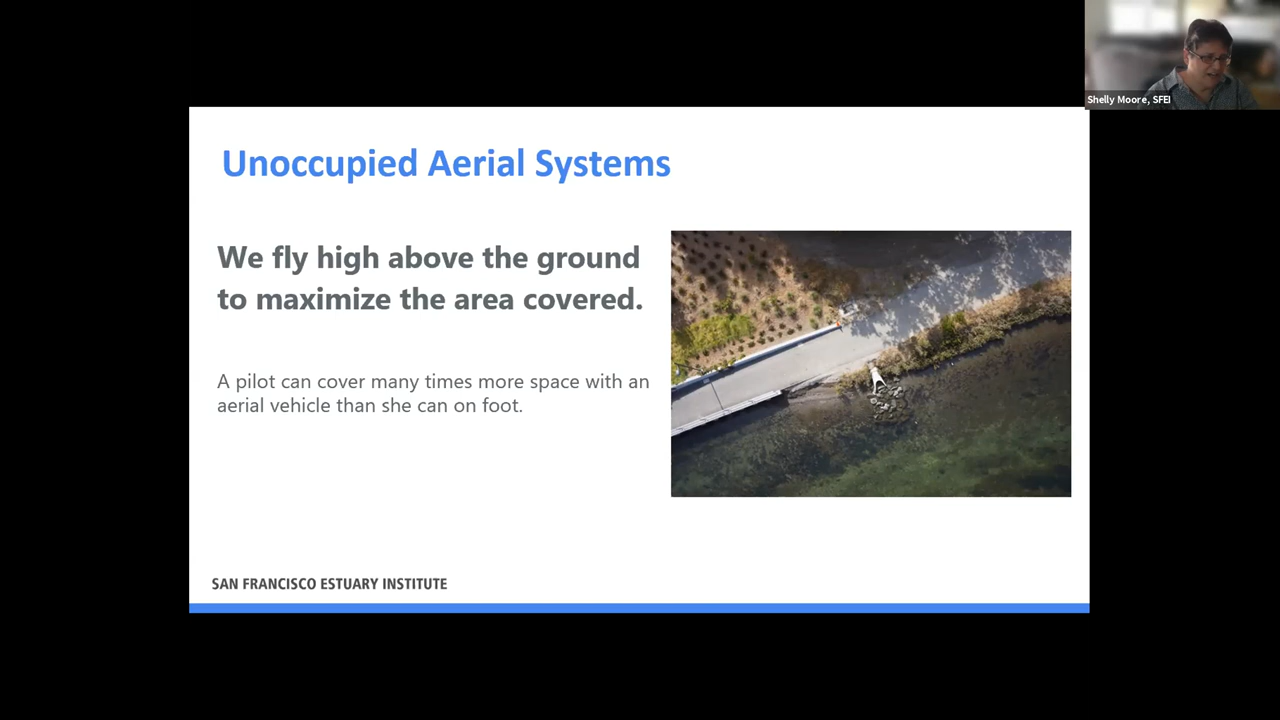 Shelly Moore, SFEI
Unoccupied Aerial Systems
We fly high above the ground
to maximize the area covered.
A pilot can cover many times more space with an
aerial vehicle than she can on foot.
SAN FRANCISCO ESTUARY INSTITUTE